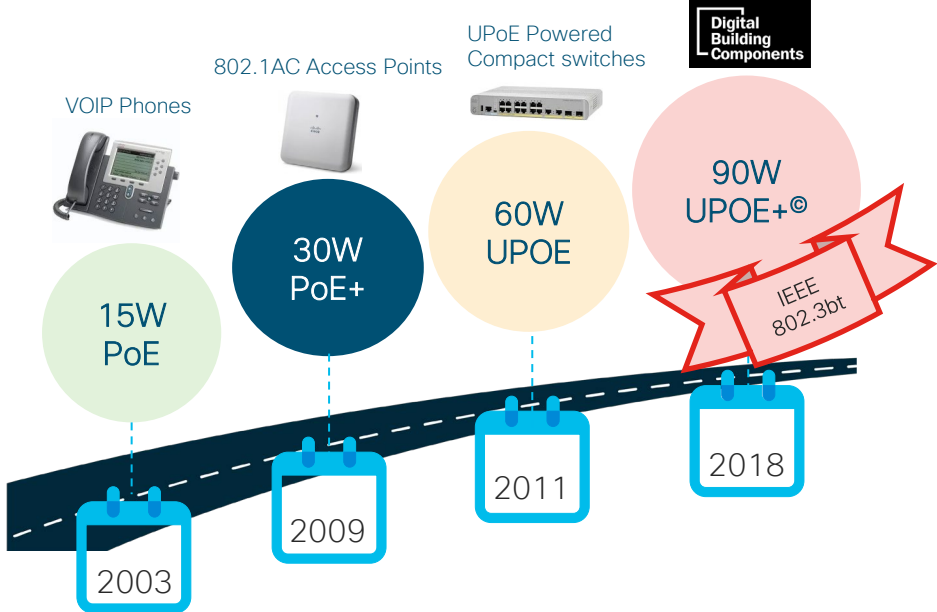 VOIP Phones
15W
PoE
2003
802.1AC Access Points
30W
PoE+
2009
UPoE Powered
Compact switches
60W
UPOE
2011
Digital
Building
Components
90W
UPOE+©
IEEE
802.3bt
2018